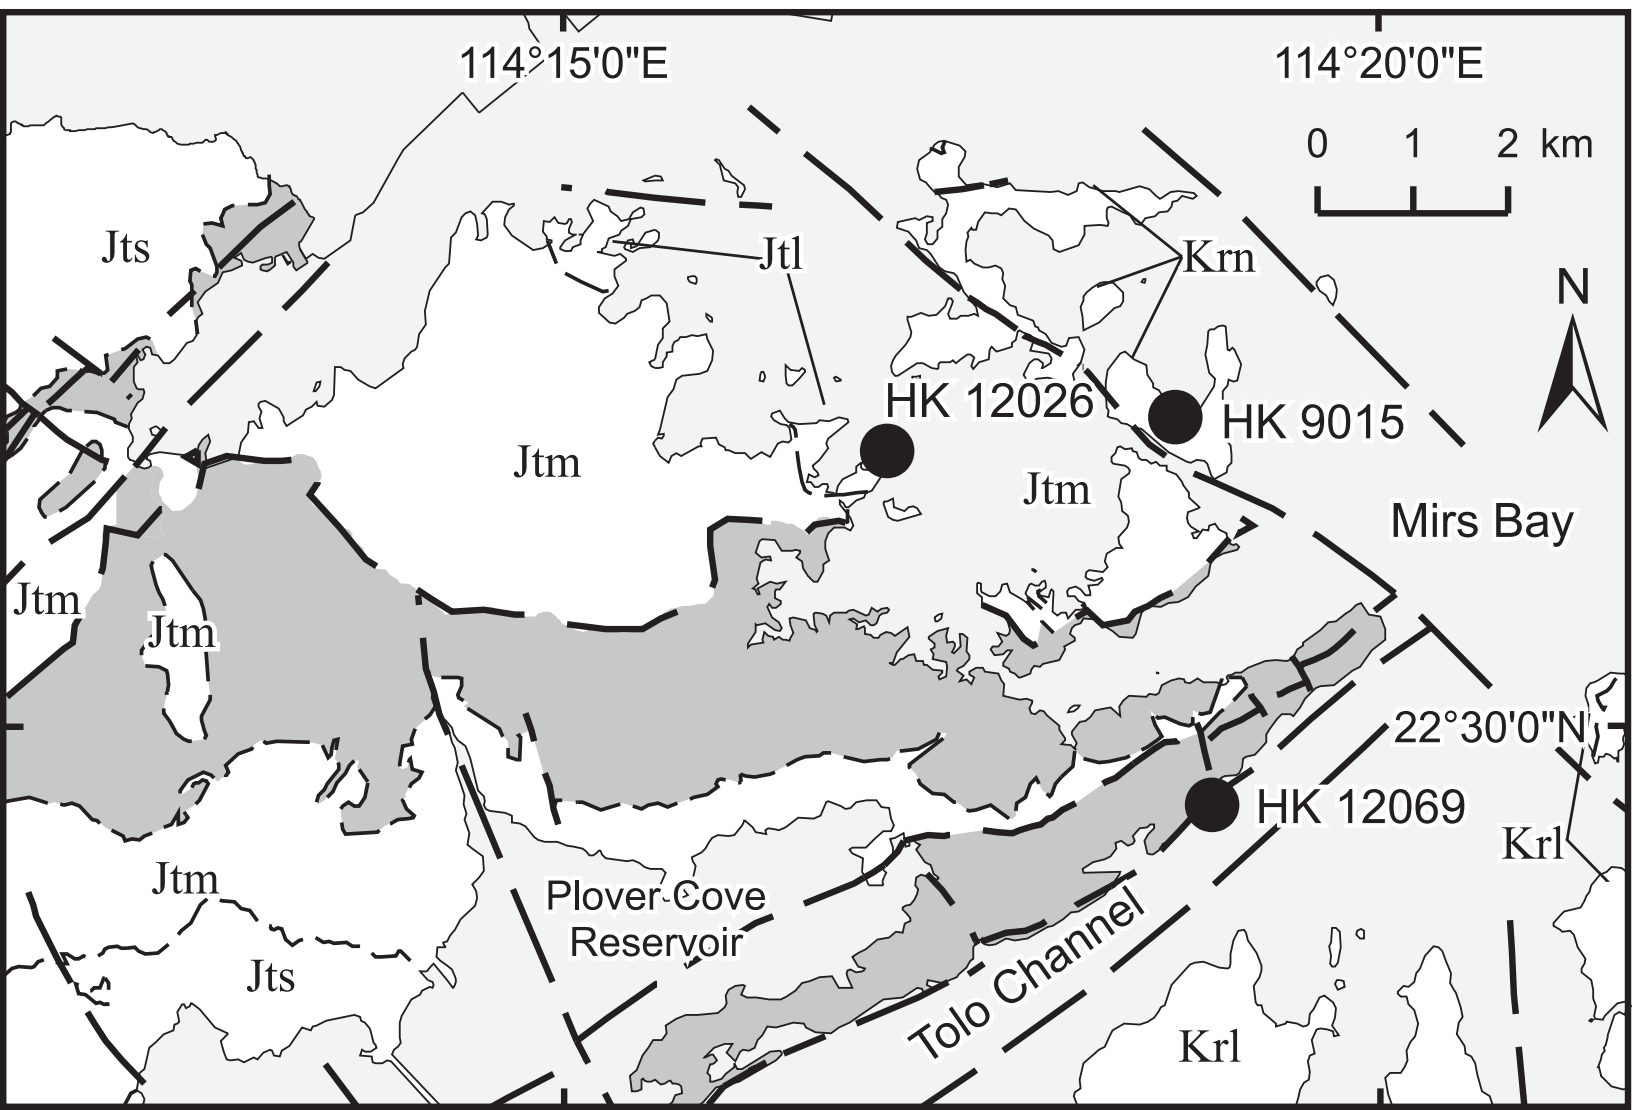 114°15'0"E
114°20'0"E
0 1 2 km
Jts
Jtl
Krn
N
HK 12026
HK 9015
Jtm
Jtm
Mirs Bay
Jtm
Jtm
22°30'0"N
HK 12069
Krl
Jtm
Plover Cove
Reservoir
Tolo Channel
Jts
Krl